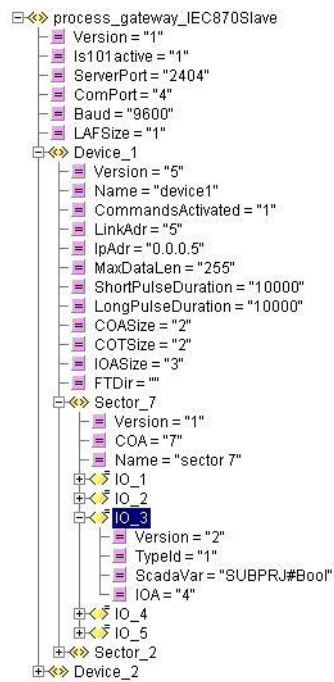 process_gateway_IEC870Slave
Version = "1"
Is101active = "1"
ServerPort = "2404"
ComPort = "4"
Baud = "9600"
LAFSize = "1"
Device_1
Version = "5"
Name = "device1"
CommandsActivated = "1"
LinkAdr = "5"
IpAdr = "0.0.0.5"
MaxDataLen = "255"
ShortPulseDuration = "10000"
LongPulseDuration = "10000"
COASize = "2"
COTSize = "2"
IOASize = "3"
FTDir = ""
Sector_7
Version = "1"
COA = "7"
Name = "sector 7"
IO_1
IO_2
IO_3
Version = "2"
TypeId = "1"
ScadaVar = "SUBPRJ#Bool"
IOA = "4"
IO_4
IO_5
Sector_2
Device_2